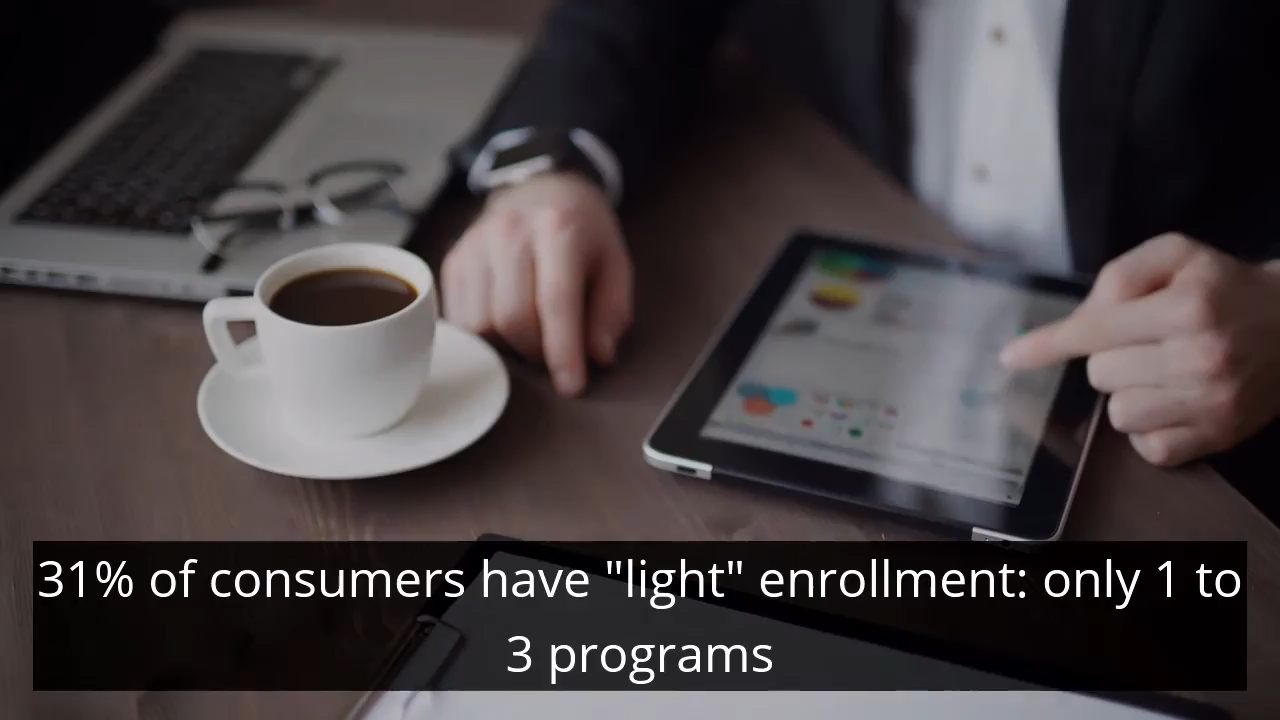 31% of consumers have "light" enrollment: only 1 to
3 programs